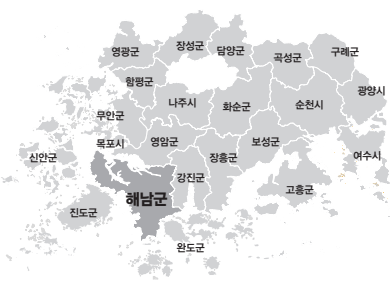 영광군
장성군
담양군
곡성군
구례군
함평군
나주시
화순군
순천시
광양시
무안군
목포시
영암군
장흥군
보성군
여수시
신안군
강진군
고흥군
해남군
진도군
완도군